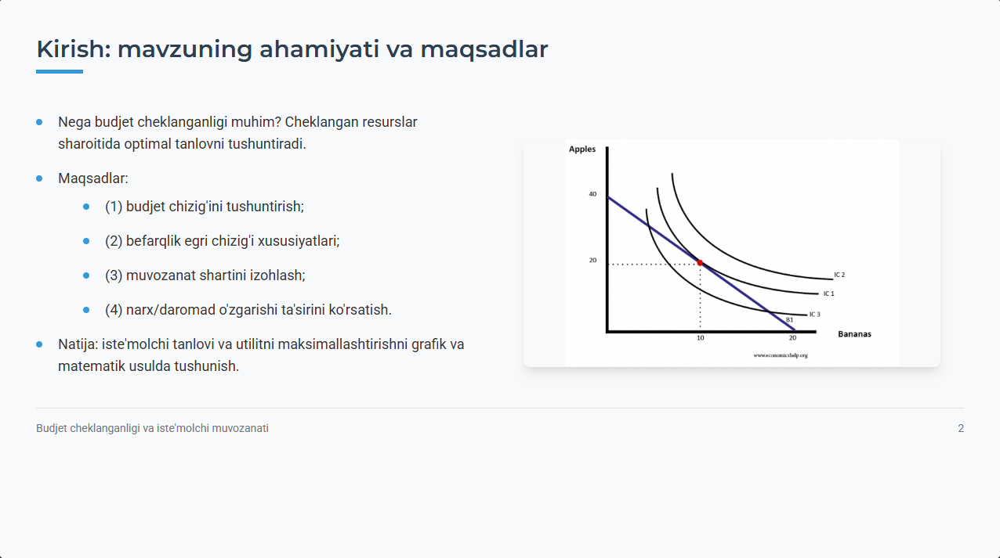 Kirish: mavzuning ahamiyati va maqsadlar
Nega budjet cheklanganligi muhim? Cheklangan resurslar
sharoitida optimal tanlovni tushuntiradi.
Maqsadlar:
(1) budjet chizig'ini tushuntirish;
(2) befarqlik egri chizig'i xususiyatlari;
(3) muvozanat shartini izohlash;
(4) narx/daromad o'zgarishi ta'sirini ko'rsatish.
Natija: iste'molchi tanlovi va utilitni maksimallashtirishni grafik va
matematik usulda tushunish.
Apples
40
20
IC 2
IC 1
IC 3
B1
10
20
Bananas
www.economicshelp.org
Budjet cheklanganligi va iste'molchi muvozanati
2